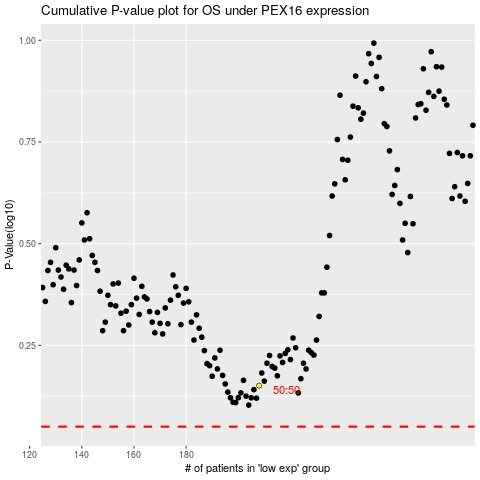 Cumulative P-value plot for OS under PEX16 expression
P-Value(log10)
1.00
0.75
0.50
0.25
50:50
120 140 160 180
# of patients in 'low exp' group